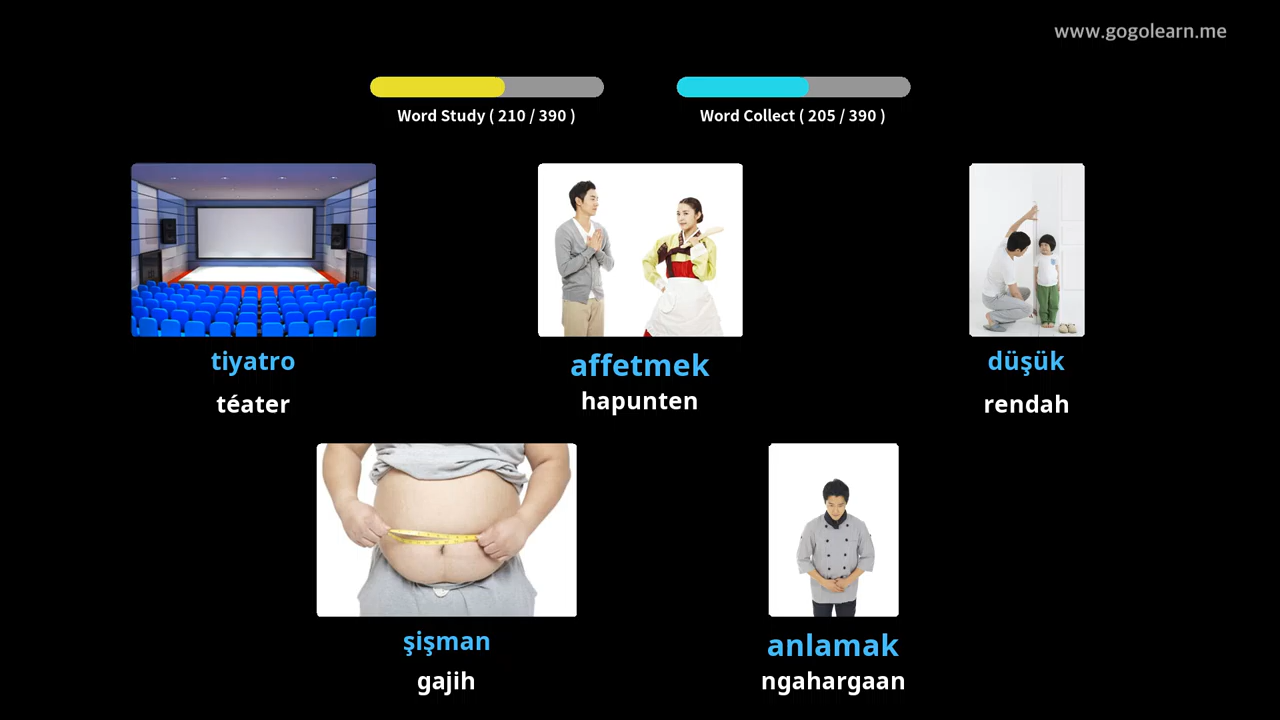 www.gogolearn.me
Word Study ( 210 / 390 )
Word Collect ( 205 / 390 )
tiyatro
téater
affetmek
hapunten
düşük
rendah
şişman
gajih
anlamak
ngahargaan